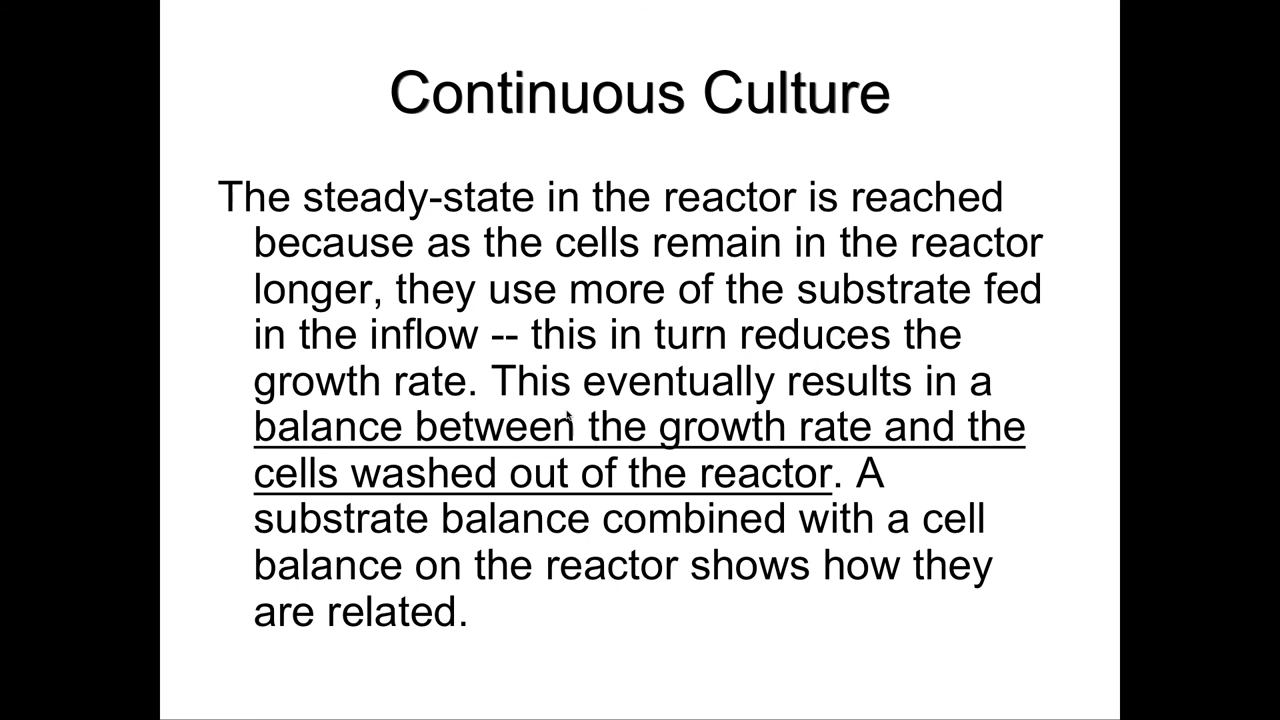 Continuous Culture
The steady-state in the reactor is reached
because as the cells remain in the reactor
longer, they use more of the substrate fed
in the inflow -- this in turn reduces the
growth rate. This eventually results in a
balance between the growth rate and the
cells washed out of the reactor. A
substrate balance combined with a cell
balance on the reactor shows how they
are related.